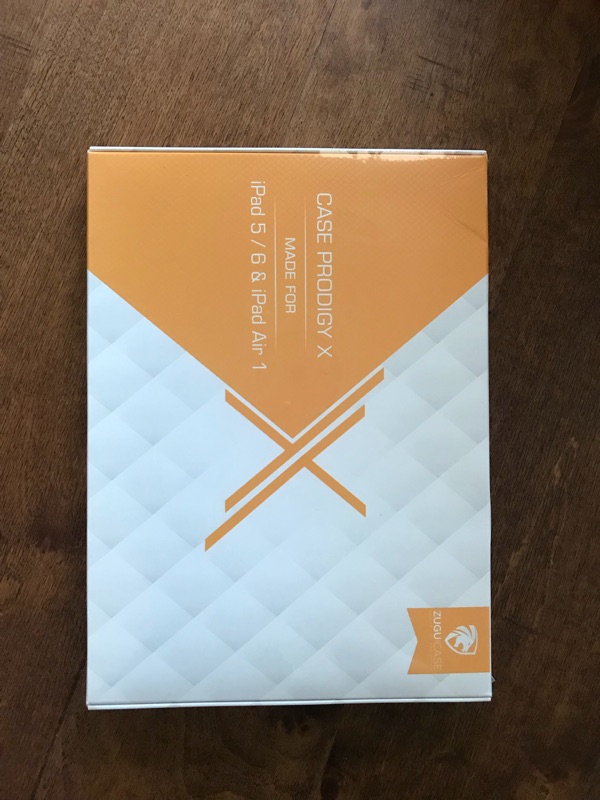 CASE PRODIGY X
MADE FOR
iPad 5 / 6 & iPad Air 1
ZUGU CASE